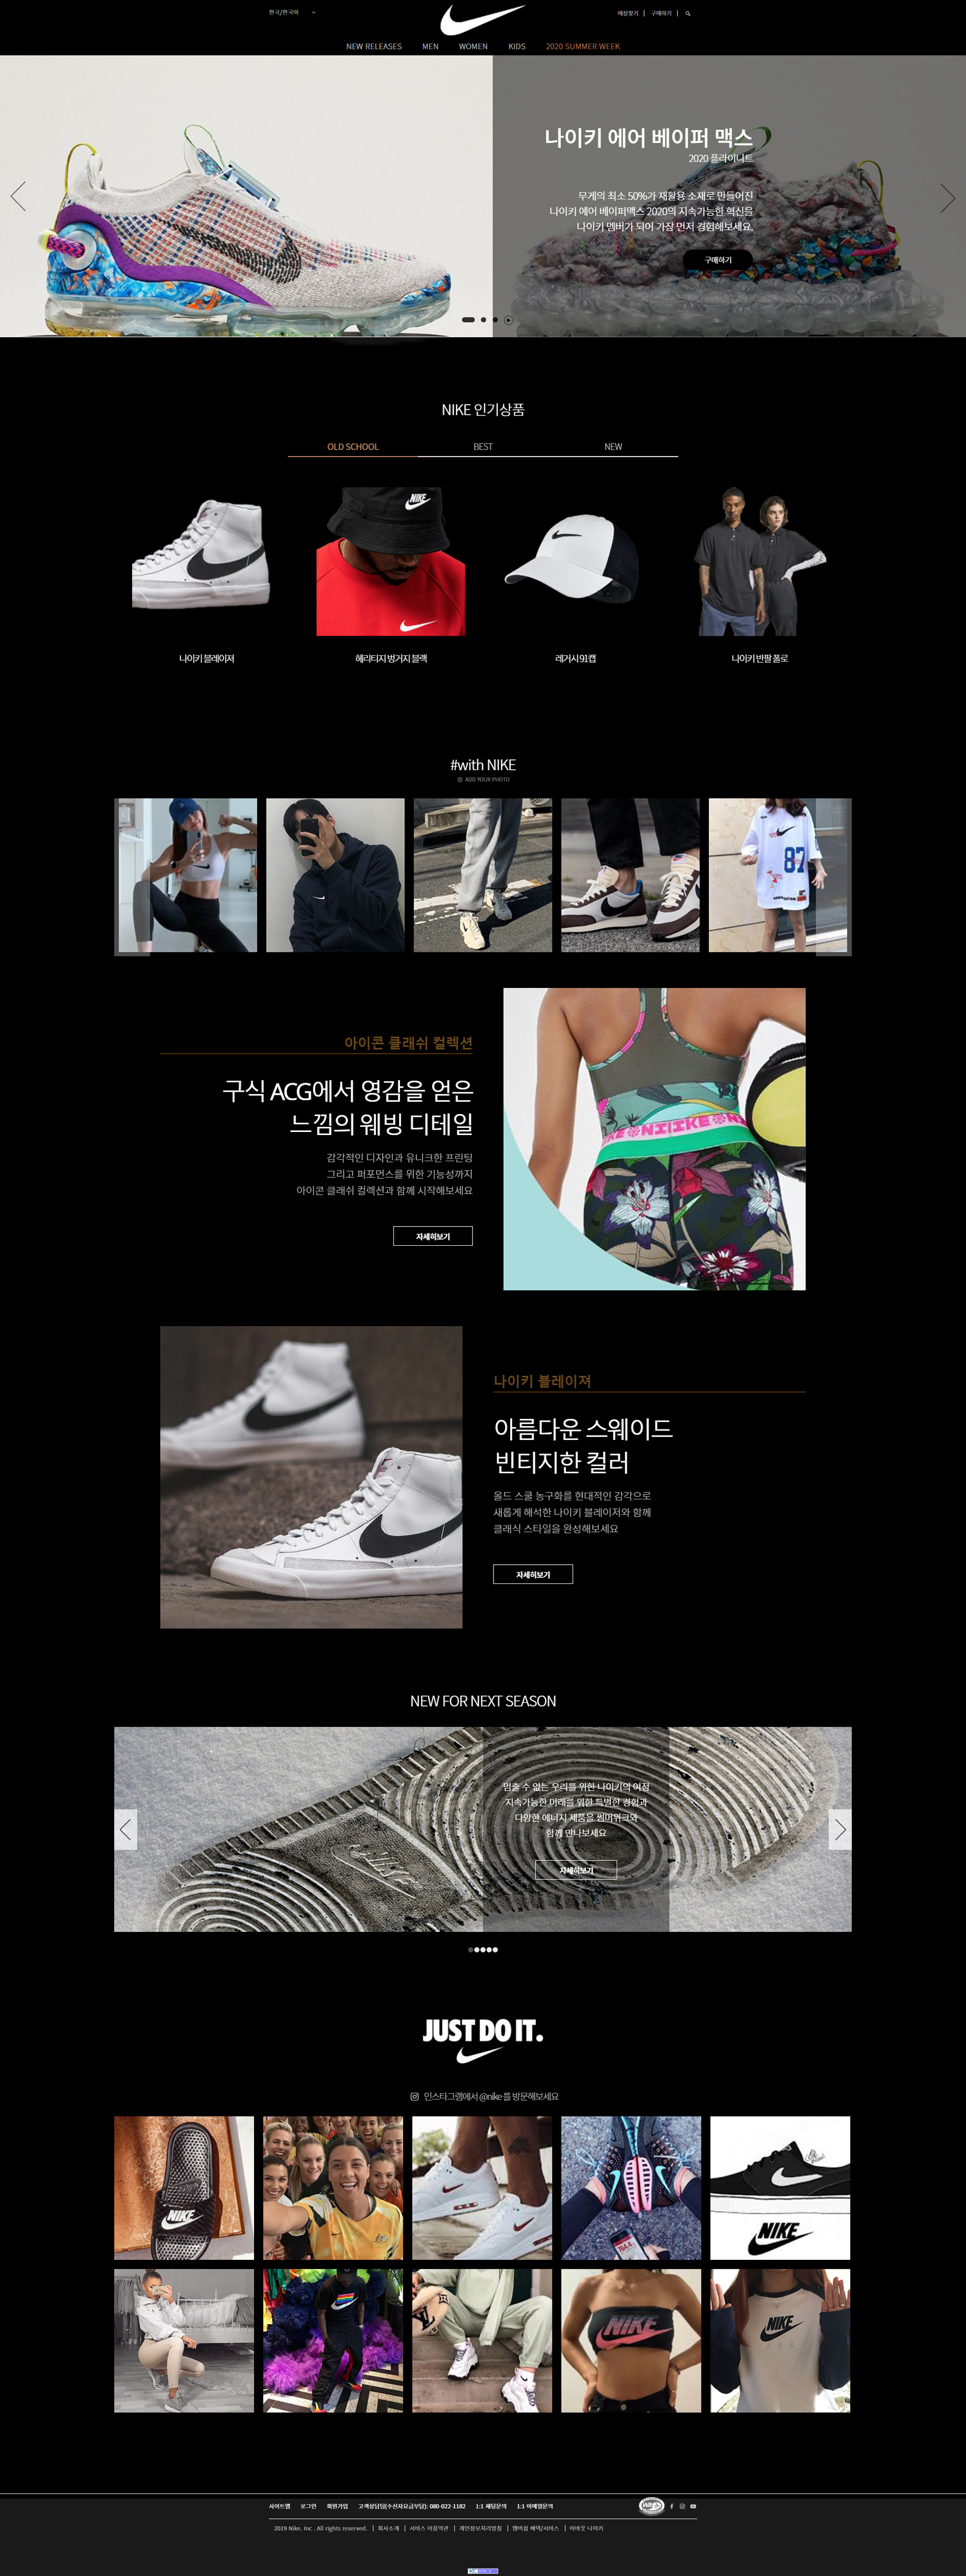 한국/한국어
매장찾기
구매하기
NEW RELEASES
MEN
WOMEN
KIDS
2020 SUMMER WEEK
나이키 에어 베이퍼 맥스
2020 플라이니트
무게의 최소 50%가 재활용 소재로 만들어진
나이키 에어 베이퍼맥스 2020의 지속가능한 혁신을
나이키 멤버가 되어 가장 먼저 경험해보세요.
구매하기
NIKE 인기상품
OLD SCHOOL
BEST
NEW
NIKE
나이키 블레이져
헤리티지 벙거지 블랙
레거시 91캡
나이키 반팔 폴로
#with NIKE
ADD YOUR PHOTO
87
아이콘 클래쉬 컬렉션
구식 ACG에서 영감을 얻은
느낌의 웨빙 디테일
감각적인 디자인과 유니크한 프린팅
그리고 퍼포먼스를 위한 기능성까지
아이콘 클래쉬 컬렉션과 함께 시작해보세요
자세히보기
나이키 블레이져
아름다운 스웨이드
빈티지한 컬러
올드 스쿨 농구화를 현대적인 감각으로
새롭게 해석한 나이키 블레이저와 함께
클래식 스타일을 완성해보세요
자세히보기
NEW FOR NEXT SEASON
멈출 수 없는 우리를 위한 나이키의 여정
지속가능한 미래를 위한 특별한 경험과
다양한 에너지 제품을 썸머위크와
함께 만나보세요
자세히보기
JUST DO IT.
인스타그램에서 @nike 를 방문해보세요
NIKE
NIKE
NIKE
NIKE
사이트맵
로그인
회원가입
고객상담팀(수신자요금부담): 080-022-1182
1:1 채팅문의
1:1 이메일문의
2019 Nike. Inc . All rights reserved.
회사소개
서비스 이용약관
개인정보처리방침
멤버쉽 혜택/서비스
어바웃 나이키